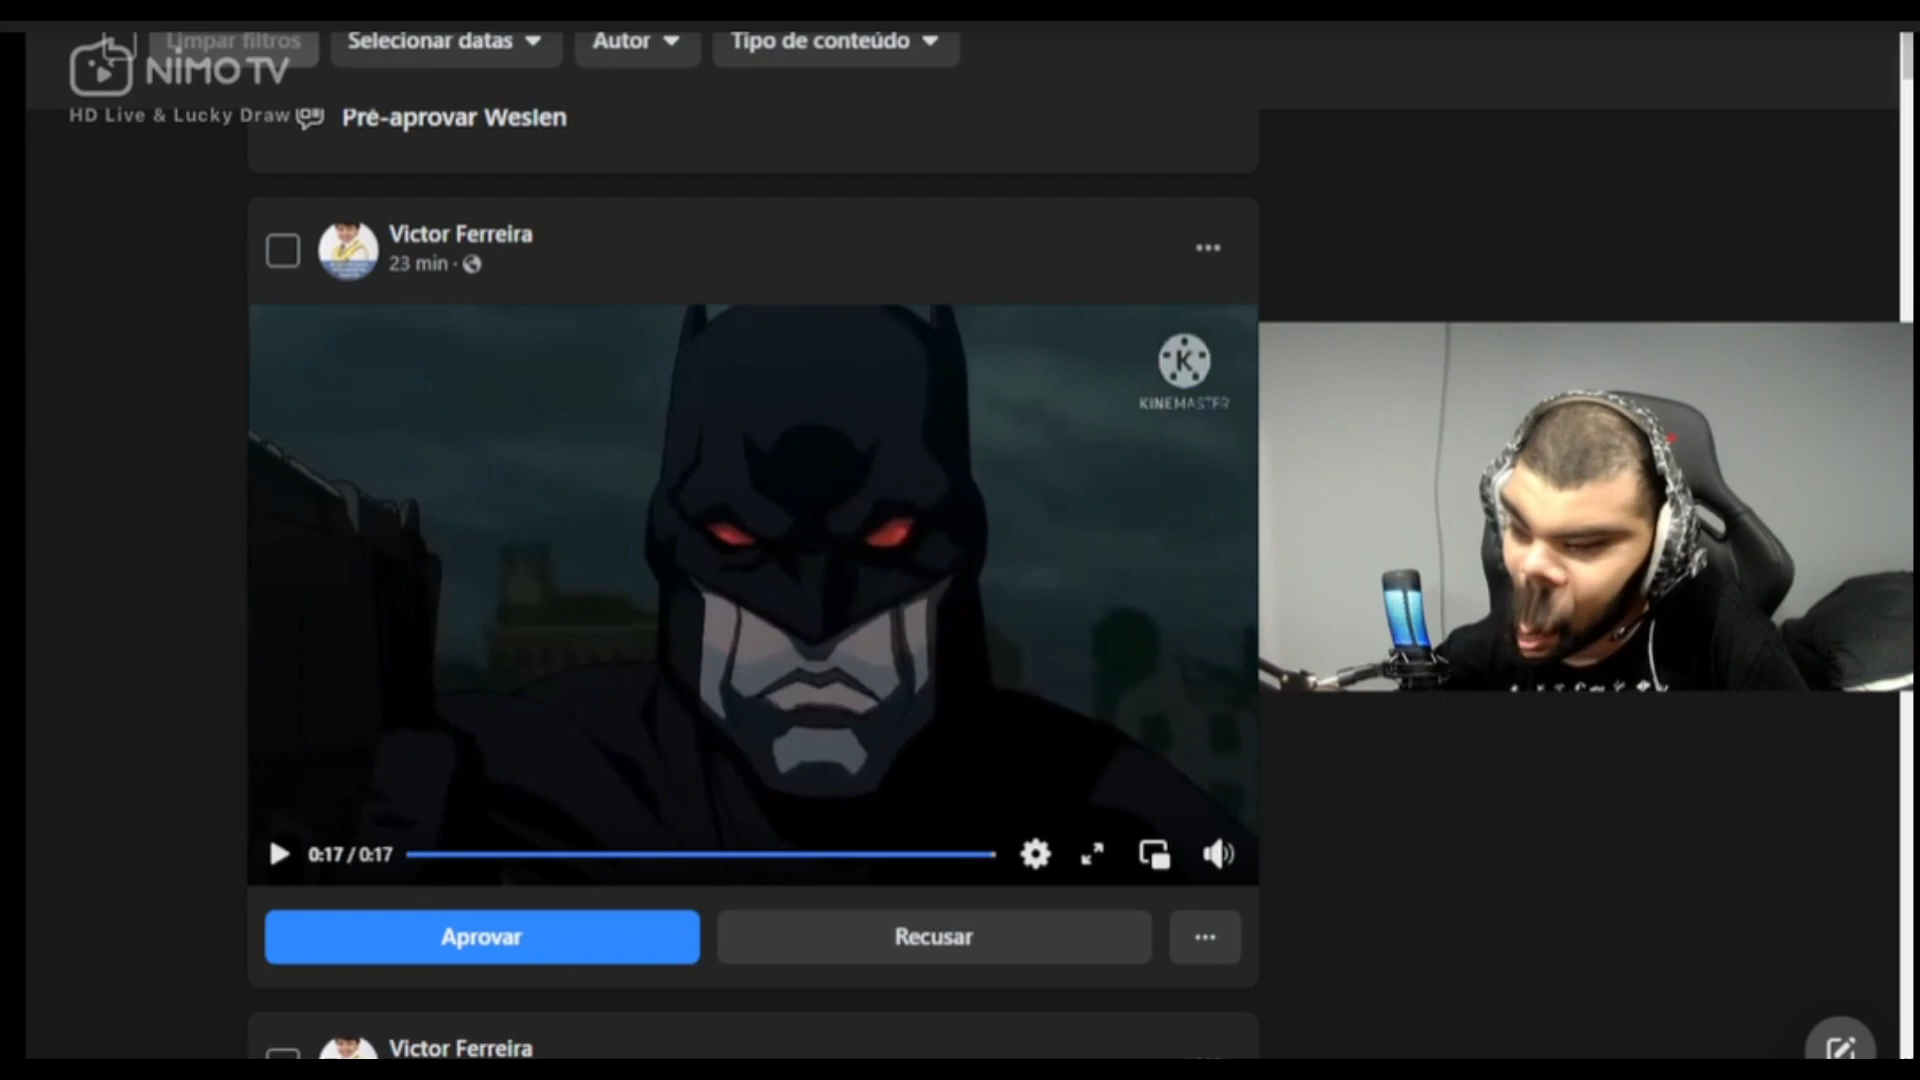 Limpar filtros
Selecionar datas
Autor
Tipo de conteúdo
NIMO TV
HD Live & Lucky Draw
Pré-aprovar Weslen
Victor Ferreira
23 min ·
K
KINEMASTER
0:17 / 0:17
Aprovar
Recusar
Victor Ferreira